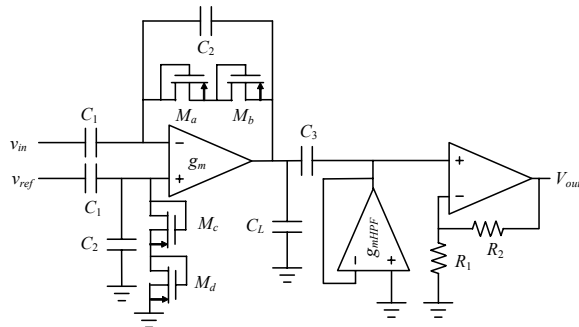 C2
Ma
Mb
C1
vin
−
gm
C3
+
Vout
vref
+
−
C1
Mc
gmHPF
R2
C2
CL
R1
Md
−
+